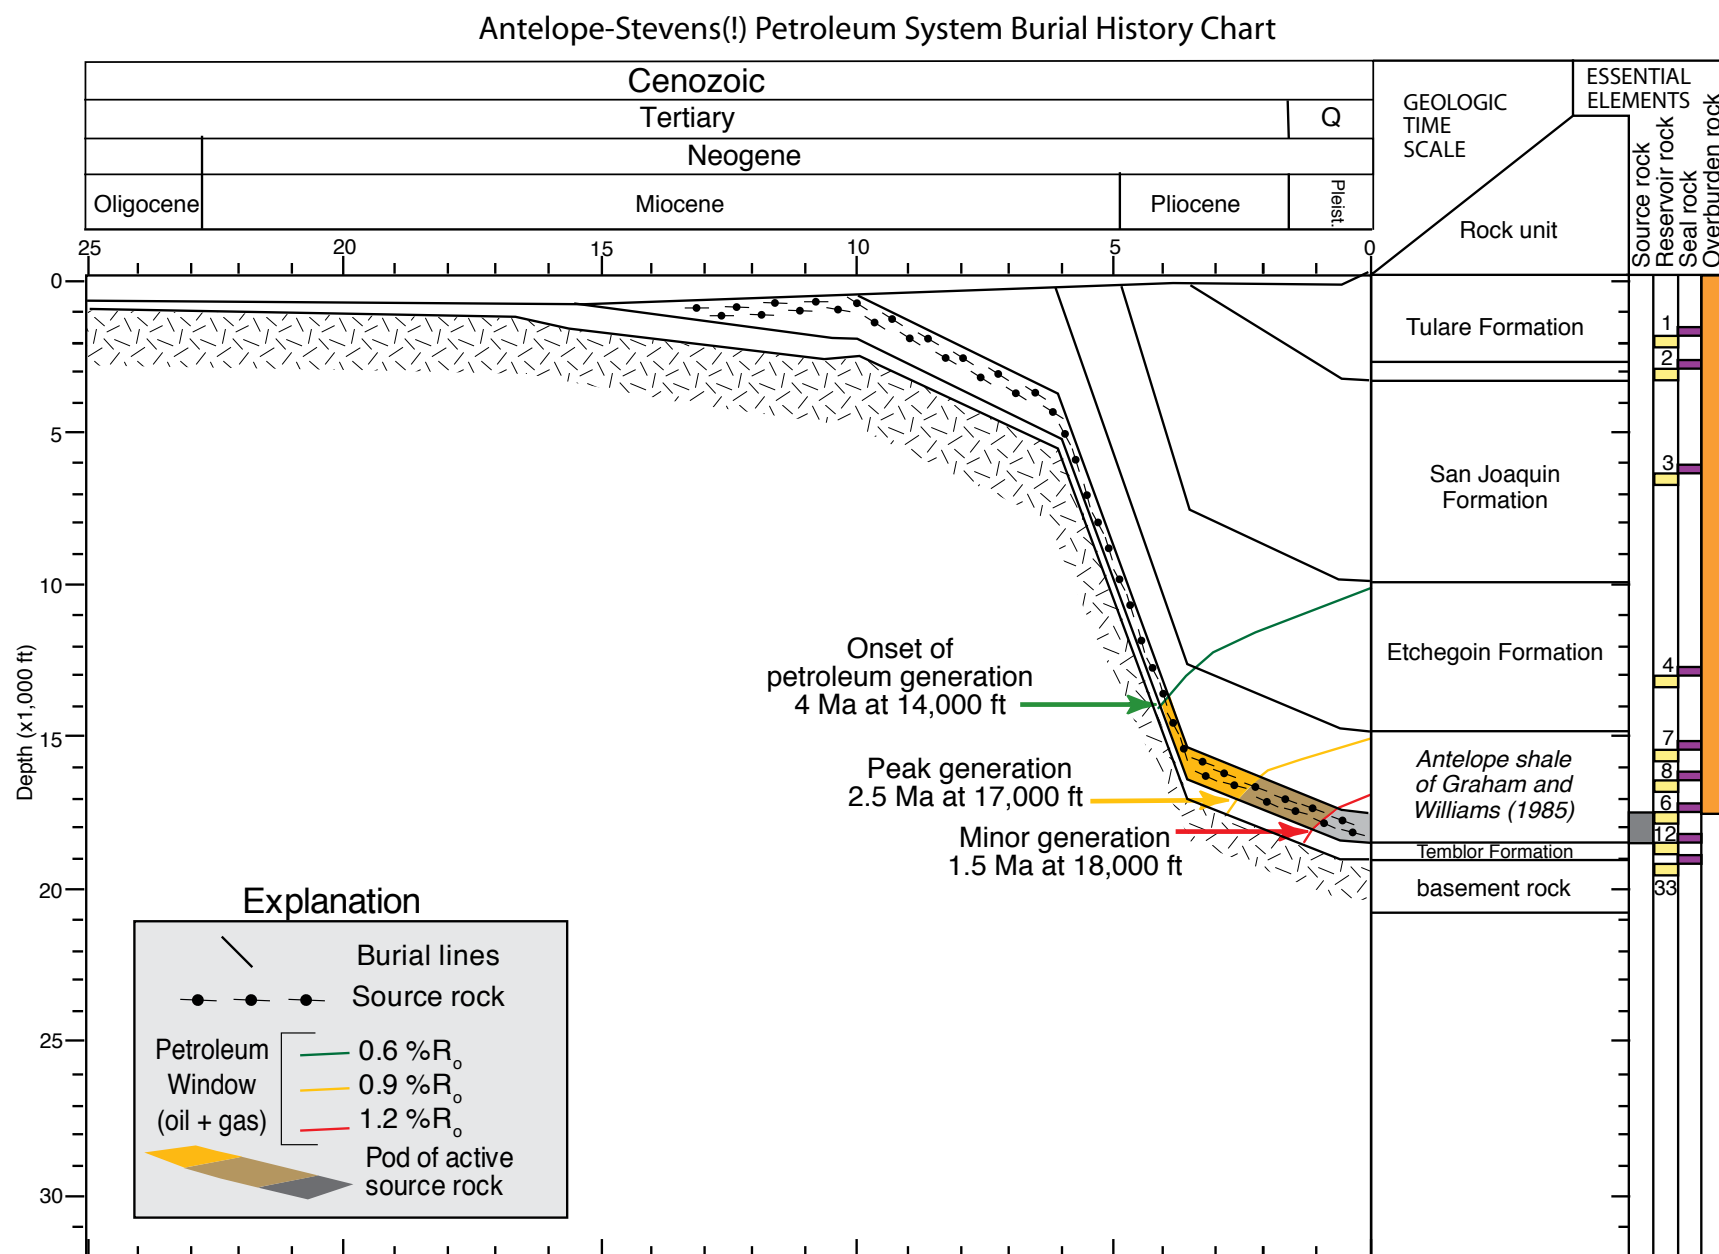 Antelope-Stevens(!) Petroleum System Burial History Chart
Cenozoic
Tertiary
Q
Neogene
Oligocene
Miocene
Pliocene
Pleist.
GEOLOGIC
TIME
SCALE
Rock unit
ESSENTIAL
ELEMENTS
Source rock
Reservoir rock
Seal rock
Overburden rock
25
20
15
10
5
0
Depth (x1,000 ft)
0
5
10
15
20
25
30
Tulare Formation
San Joaquin
Formation
Etchegoin Formation
Antelope shale
of Graham and
Williams (1985)
Temblor Formation
basement rock
1
2
3
4
7
8
6
12
33
Onset of
petroleum generation
4 Ma at 14,000 ft
Peak generation
2.5 Ma at 17,000 ft
Minor generation
1.5 Ma at 18,000 ft
Explanation
Burial lines
Source rock
Petroleum
Window
(oil + gas)
0.6 %Ro
0.9 %Ro
1.2 %Ro
Pod of active
source rock